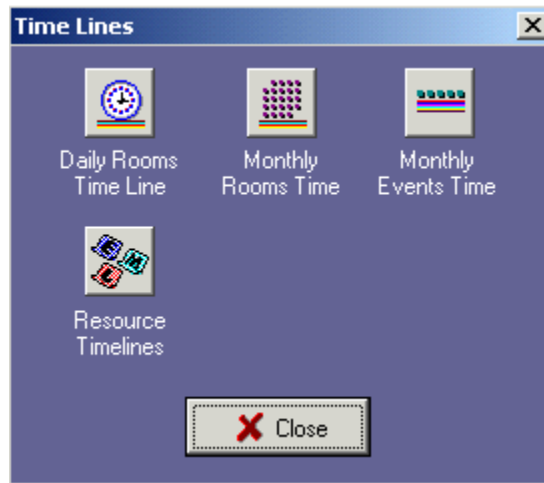 Time Lines
Daily Rooms
Time Line
Monthly
Rooms Time
Monthly
Events Time
Resource
Timelines
Close